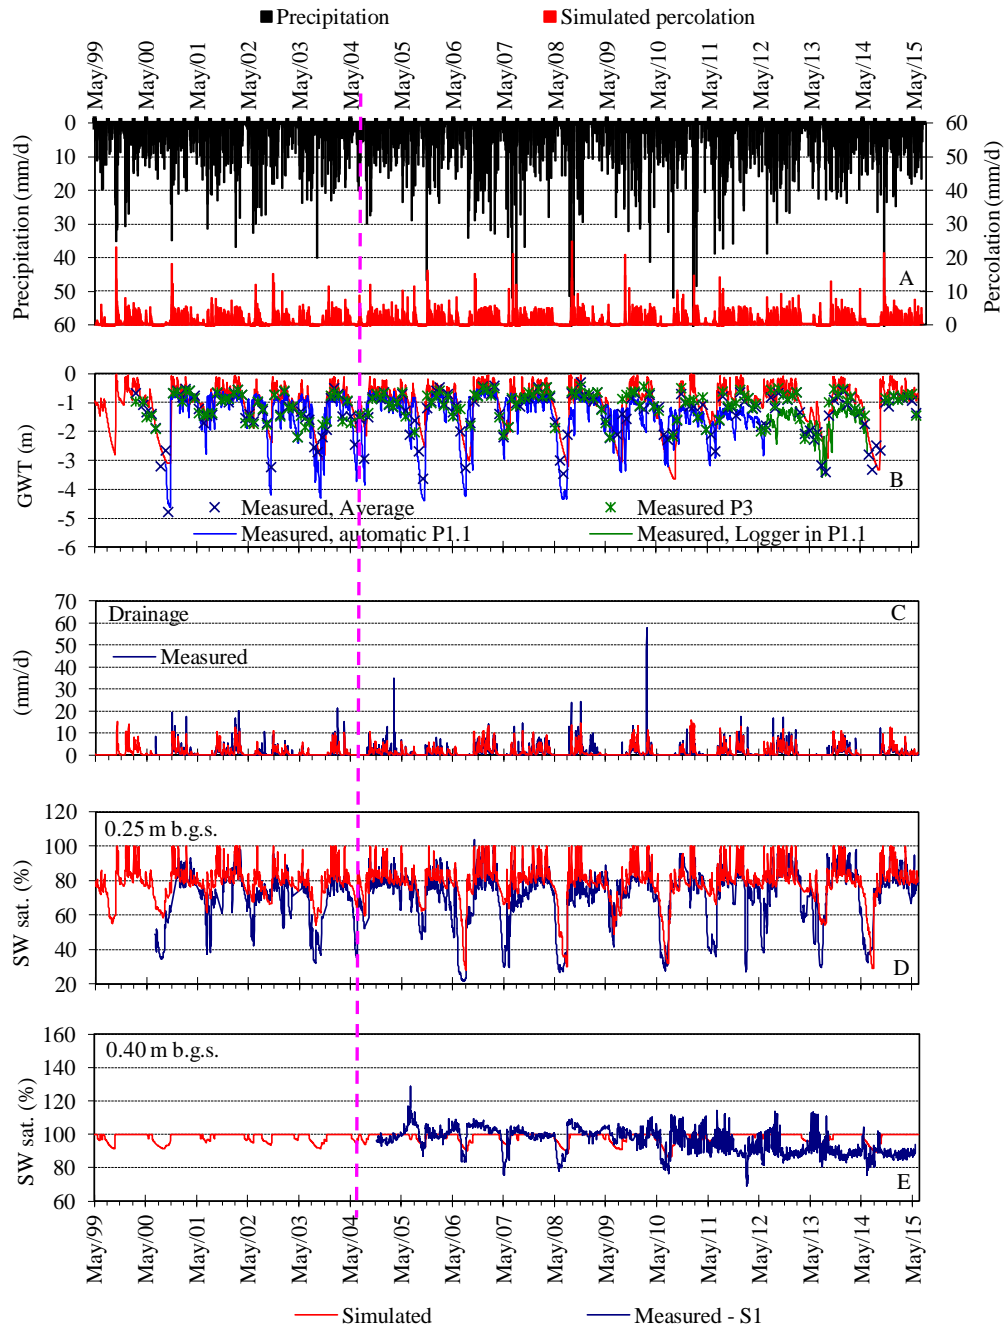 Precipitation Simulated percolation
May/99 May/00 May/01 May/02 May/03 May/04 May/05 May/06 May/07 May/08 May/09 May/10 May/11 May/12 May/13 May/14 May/15
Precipitation (mm/d)
0
10
20
30
40
50
60
60
50
40
30
20
10
0
Percolation (mm/d)
A
GWT (m)
0
-1
-2
-3
-4
-5
-6
B
Measured, Average Measured P3
Measured, automatic P1.1 Measured, Logger in P1.1
(mm/d)
70
60
50
40
30
20
10
0
Drainage
C
Measured
SW sat. (%)
120
100
80
60
40
20
0.25 m b.g.s.
D
SW sat. (%)
160
140
120
100
80
60
0.40 m b.g.s.
E
May/99 May/00 May/01 May/02 May/03 May/04 May/05 May/06 May/07 May/08 May/09 May/10 May/11 May/12 May/13 May/14 May/15
Simulated Measured - S1